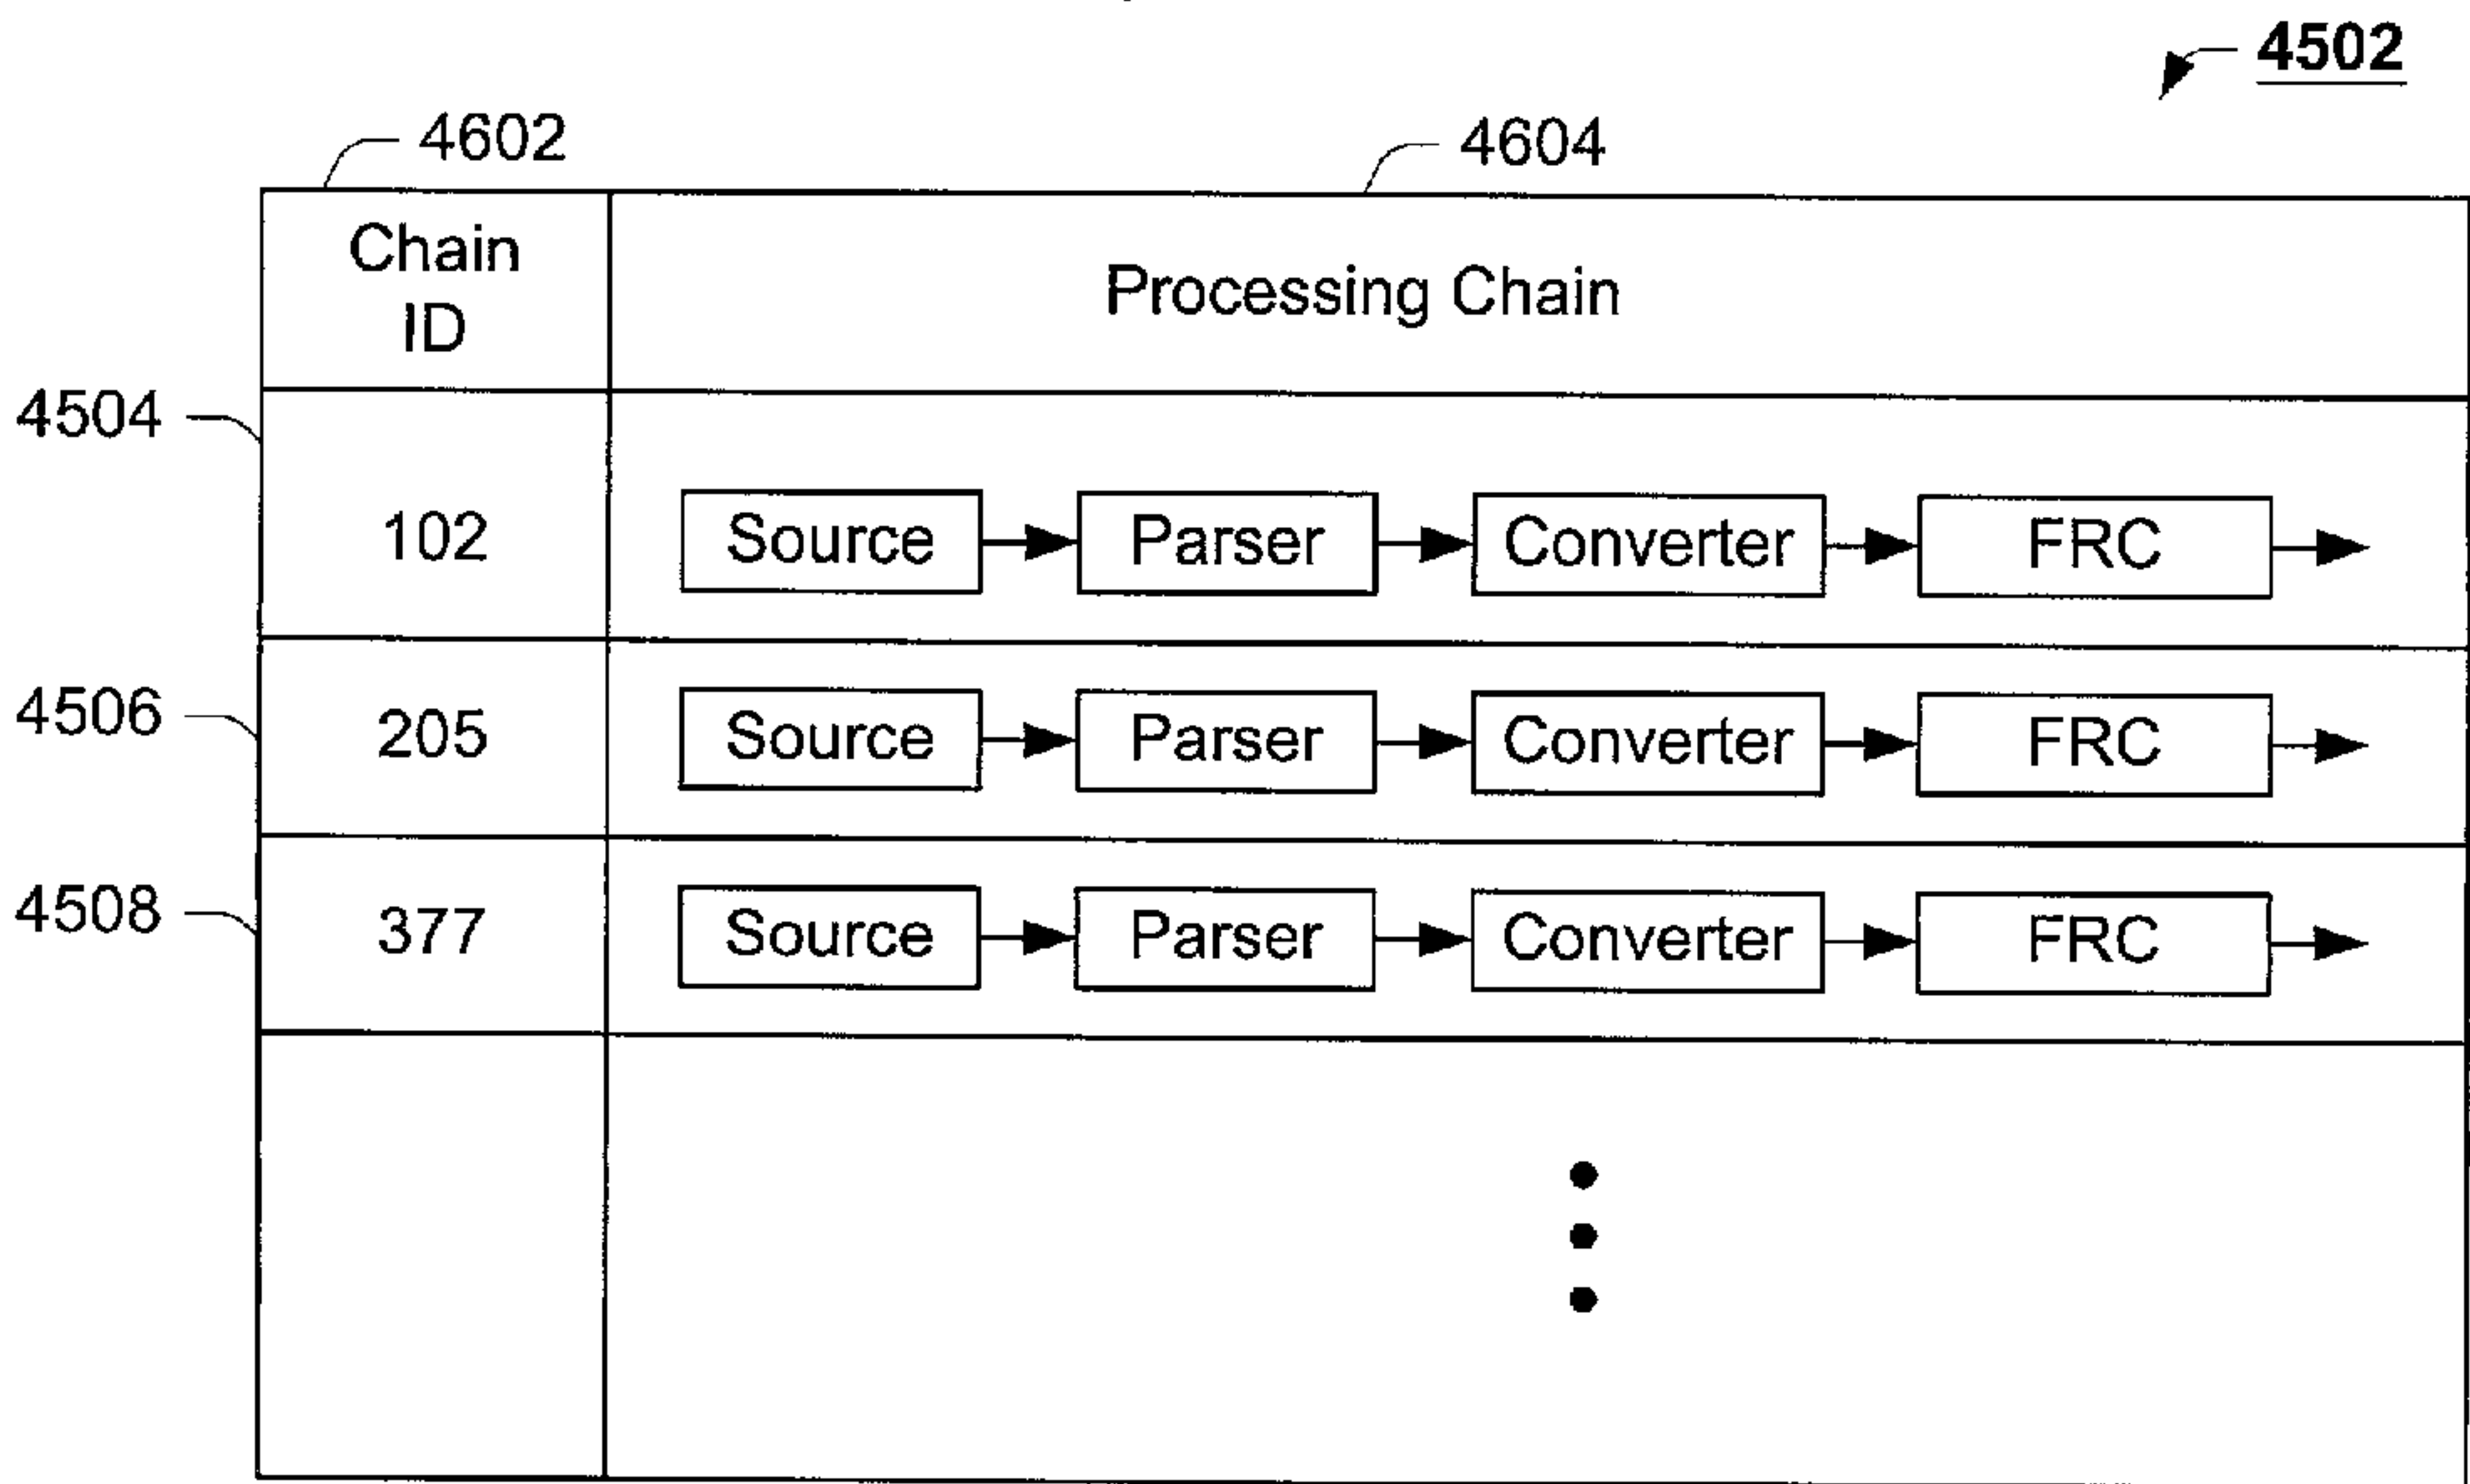 4502
4602
4604
Chain
ID
Processing Chain
4504
102
Source
Parser
Converter
FRC
4506
205
Source
Parser
Converter
FRC
4508
377
Source
Parser
Converter
FRC